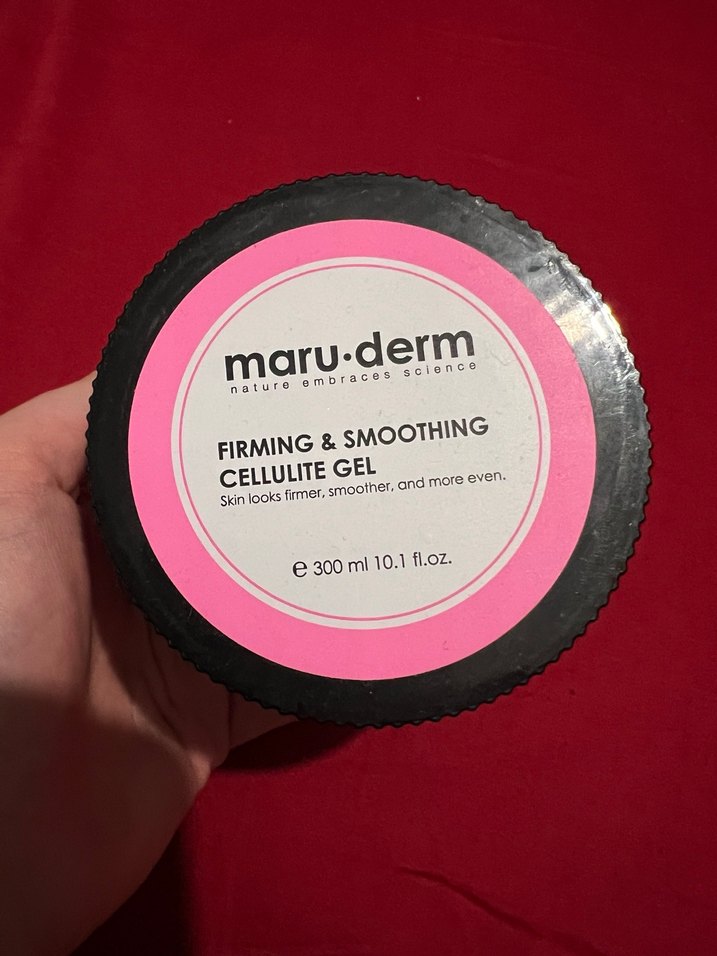 maru·derm
nature embraces science
FIRMING & SMOOTHING
CELLULITE GEL
Skin looks firmer, smoother, and more even.
℮ 300 ml 10.1 fl.oz.